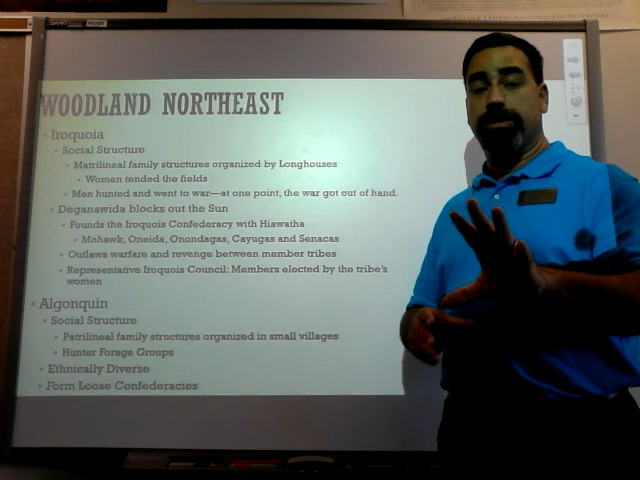 WOODLAND NORTHEAST
Iroquoia
Social Structure
Matrilineal family structures organized by Longhouses
Women tended the fields
Men hunted and went to war—at one point, the war got out of hand.
Deganawida blocks out the Sun
Founds the Iroquois Confederacy with Hiawatha
Mohawk, Oneida, Onondagas, Cayugas and Senacas
Outlaws warfare and revenge between member tribes
Representative Iroquois Council: Members elected by the tribe's
women
Algonquin
Social Structure
Patrilineal family structures organized in small villages
Hunter Forage Groups
Ethnically Diverse
Form Loose Confederacies